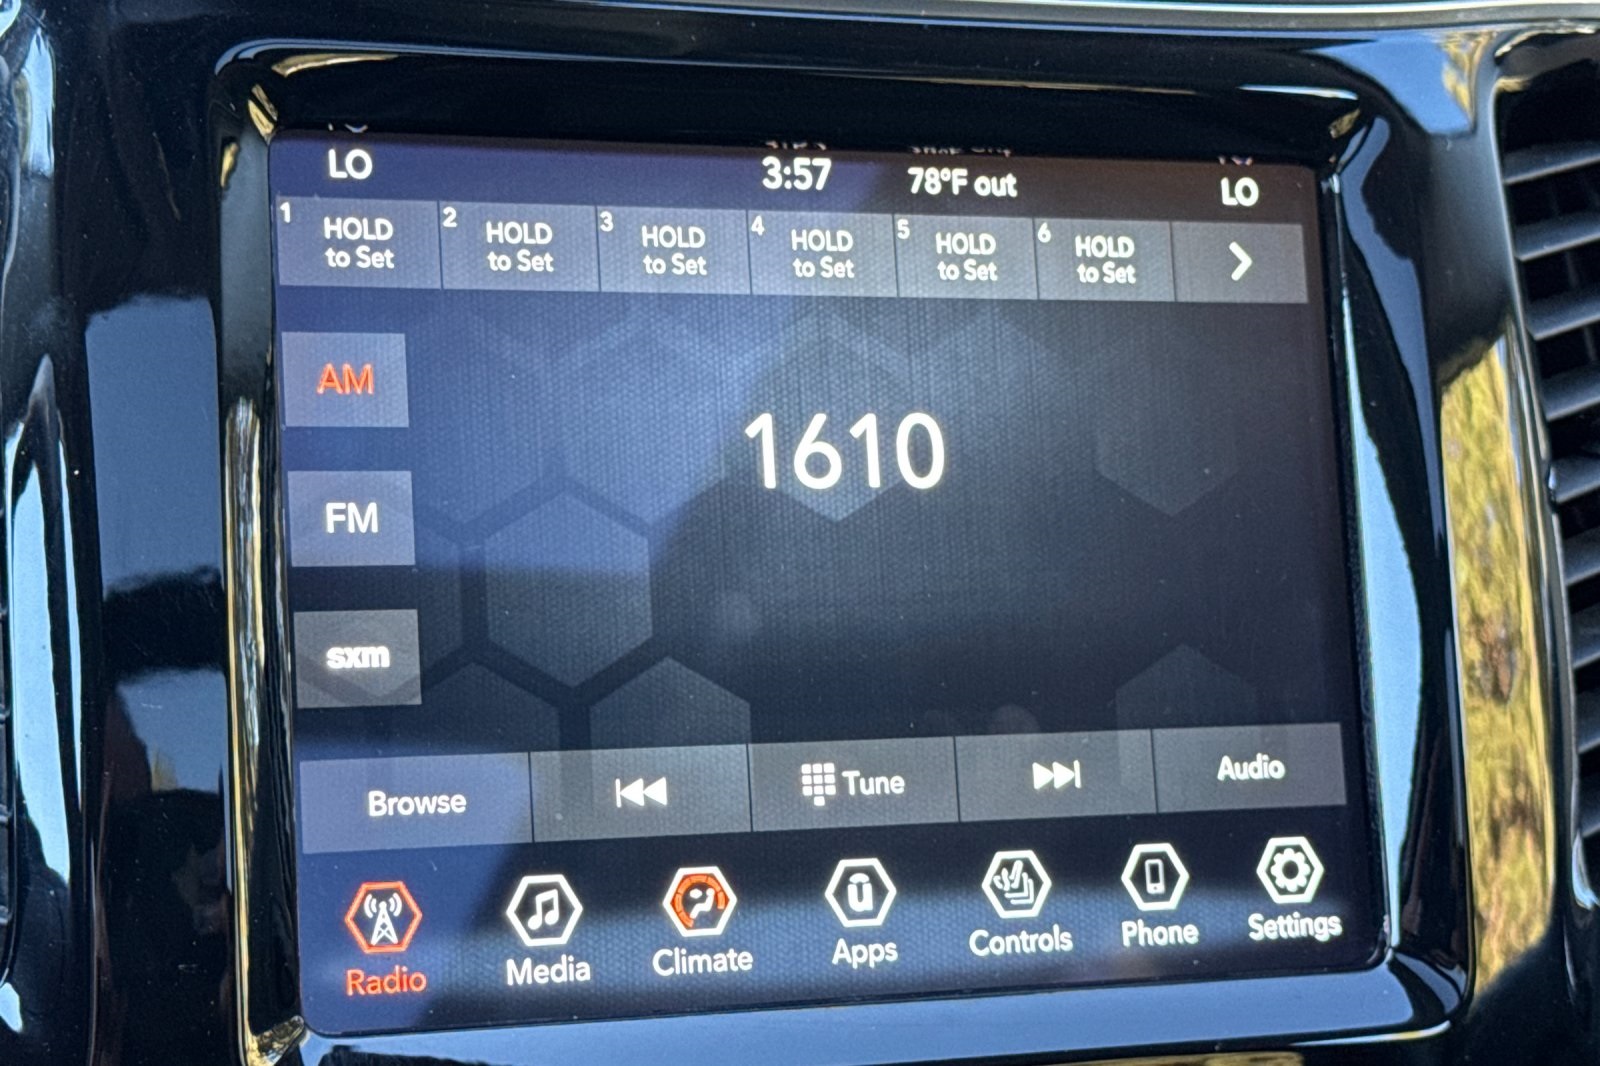 LO 3:57 78°F out LO
1 HOLD to Set
2 HOLD to Set
3 HOLD to Set
4 HOLD to Set
5 HOLD to Set
6 HOLD to Set
AM
1610
FM
sxm
Browse Tune Audio
Radio Media Climate Apps Controls Phone Settings